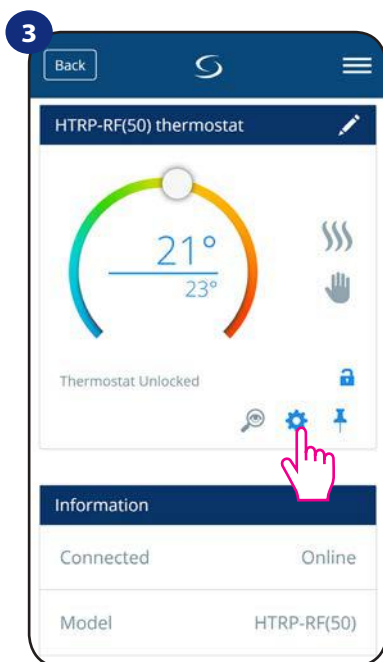 3
Back
HTRP-RF(50) thermostat
21°
23°
Thermostat Unlocked
Information
Connected Online
Model HTRP-RF(50)